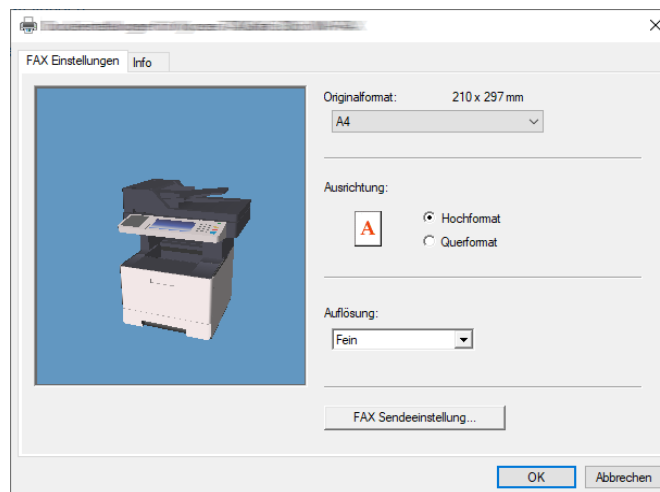 FAX Einstellungen Info
Originalformat: 210 x 297 mm
A4
Ausrichtung:
A
Hochformat
Querformat
Auflösung:
Fein
FAX Sendeeinstellung...
OK Abbrechen